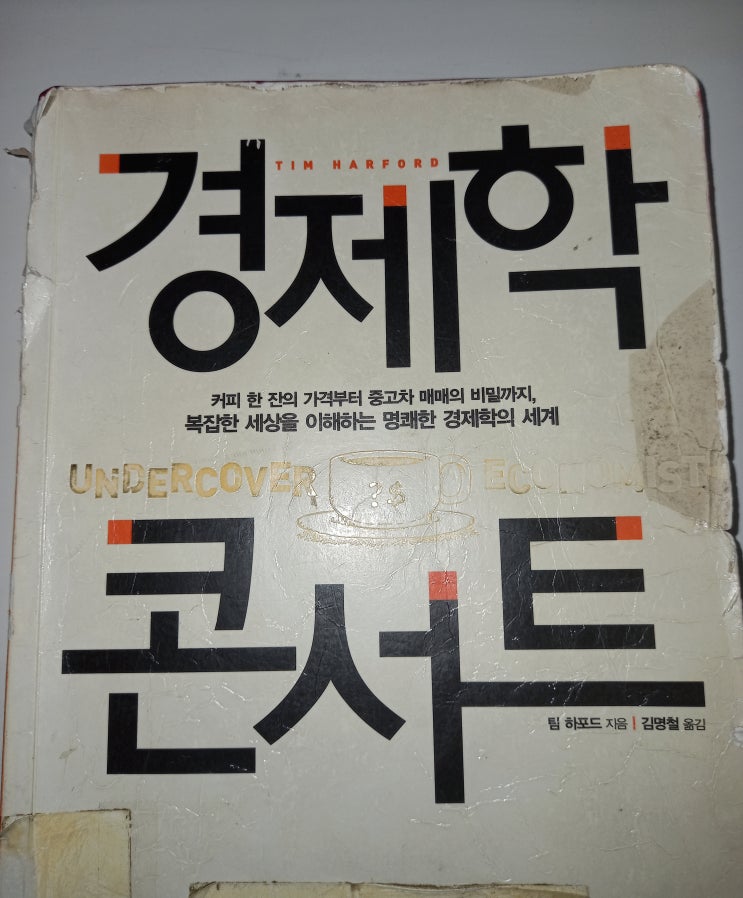 TIM HARFORD
경제학
커피 한 잔의 가격부터 중고차 매매의 비밀까지,
복잡한 세상을 이해하는 명쾌한 경제학의 세계
UNDERCOVER ?$ ECONOMIST
콘서트
팀 하포드 지음 | 김명철 옮김